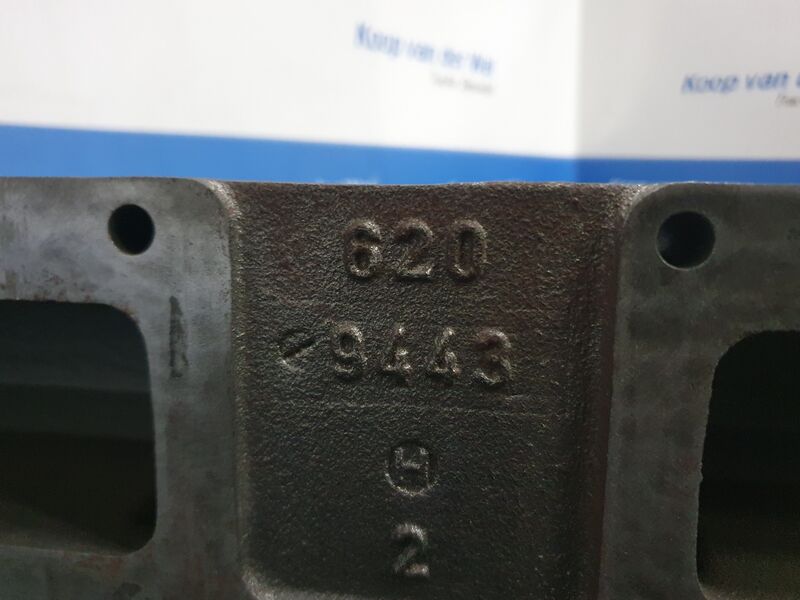 Koop van der Mei
Koop van d
620
9443
H
2